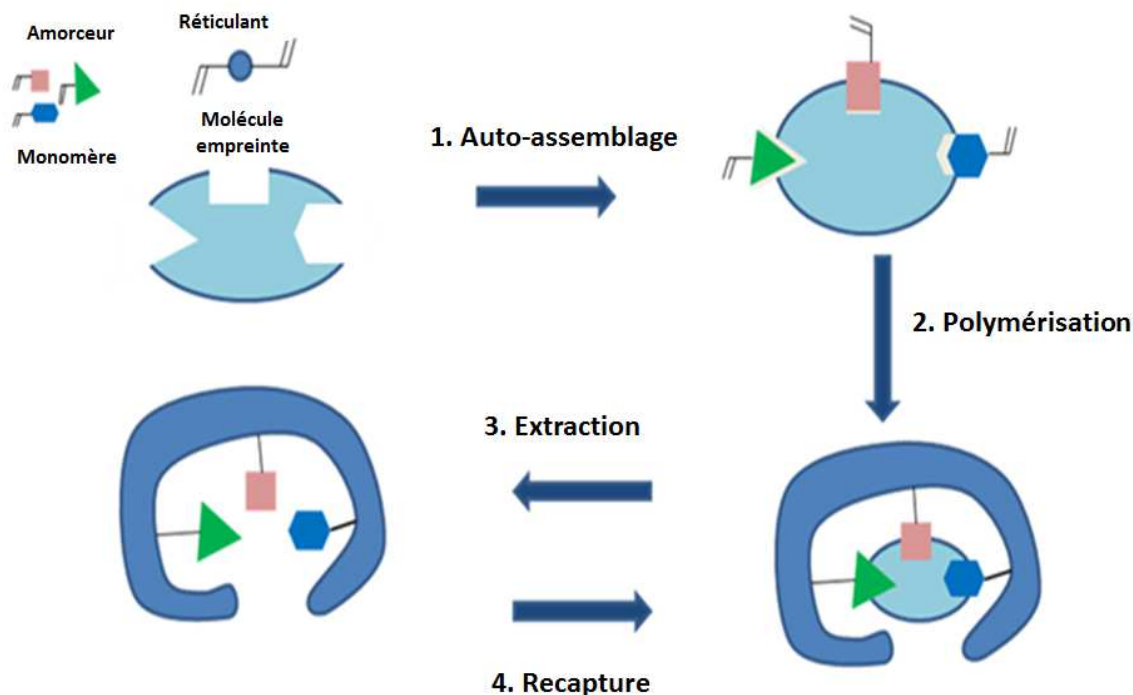 Amorceur
Réticulant
Monomère
Molécule
empreinte
1. Auto-assemblage
2. Polymérisation
3. Extraction
4. Recapture